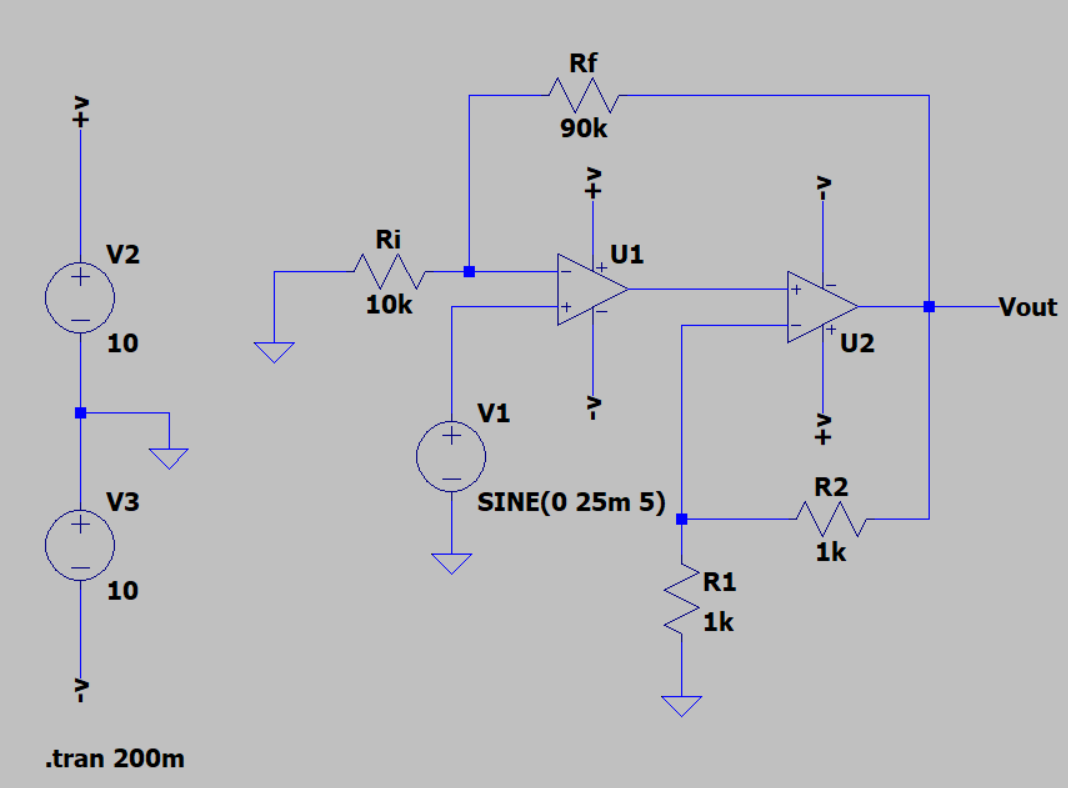 Rf
90k
+v
+v
-v
Ri
10k
U1
V2
10
+
-
+
-
-
+
+
-
-
+
U2
Vout
V1
+
-
SINE(0 25m 5)
-v
+v
V3
10
+
-
R2
1k
R1
1k
-v
.tran 200m